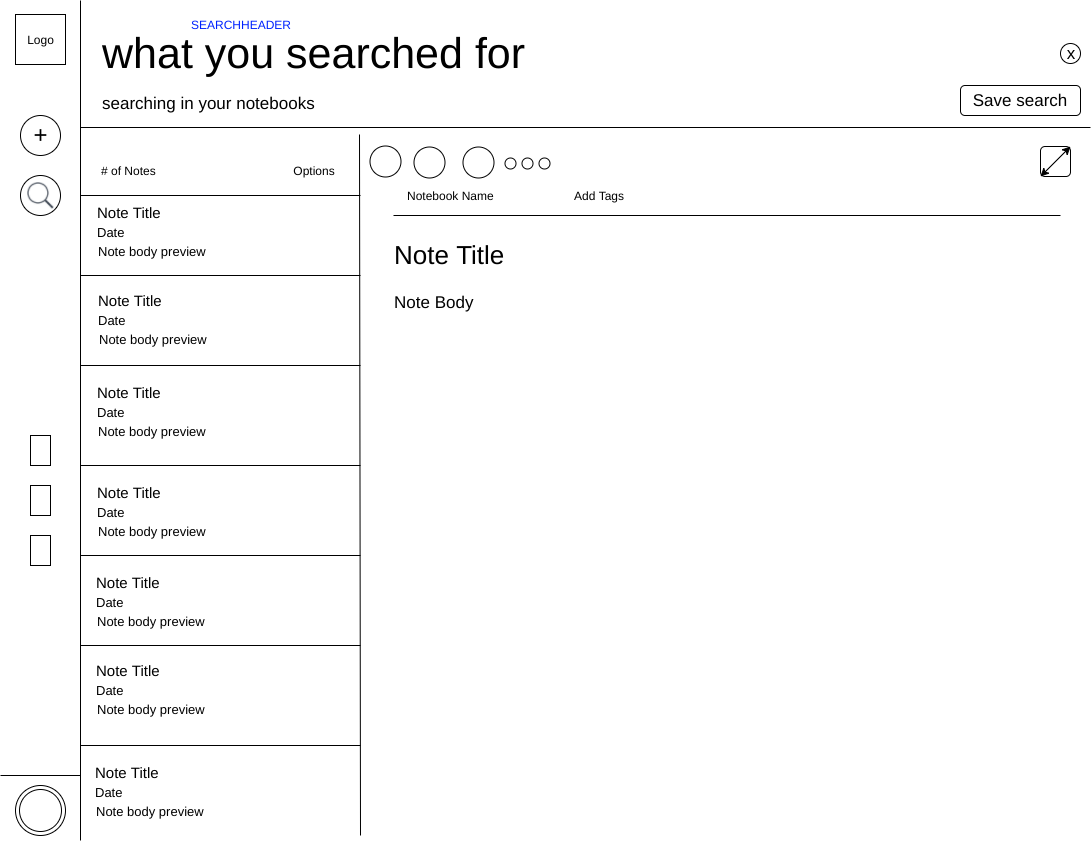 Logo
SEARCHHEADER
what you searched for
x
searching in your notebooks
Save search
+
# of Notes
Options
Notebook Name
Add Tags
Note Title
Date
Note body preview
Note Title
Date
Note body preview
Note Title
Date
Note body preview
Note Title
Date
Note body preview
Note Title
Date
Note body preview
Note Title
Date
Note body preview
Note Title
Date
Note body preview
Note Title
Note Body